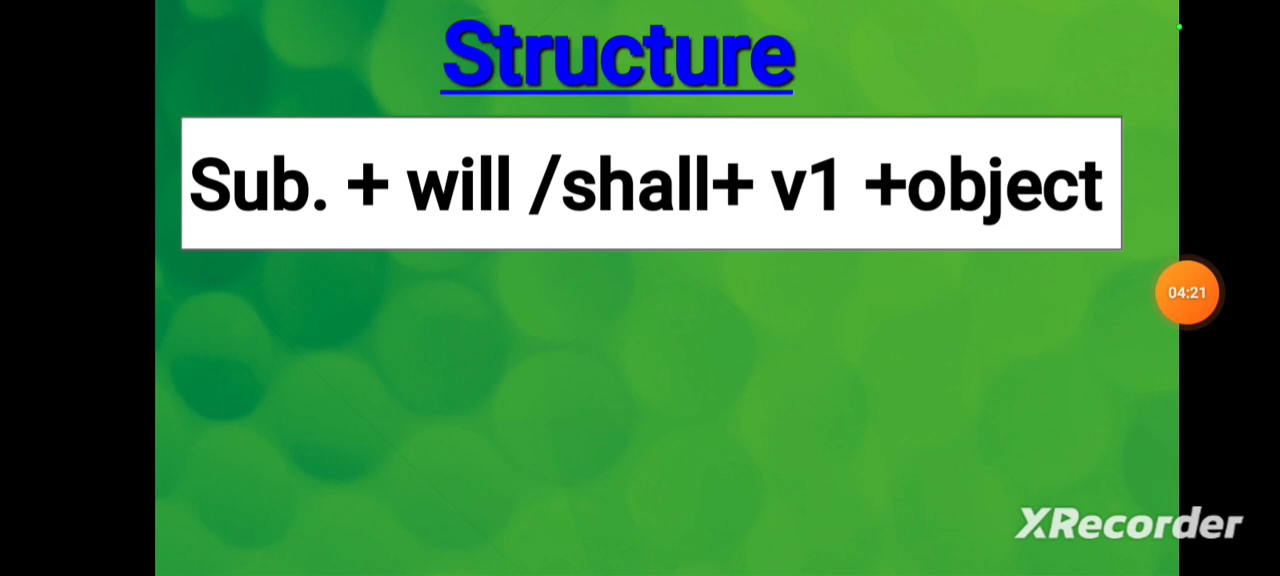 Structure
Sub. + will /shall+ v1 +object
04:21
XRecorder